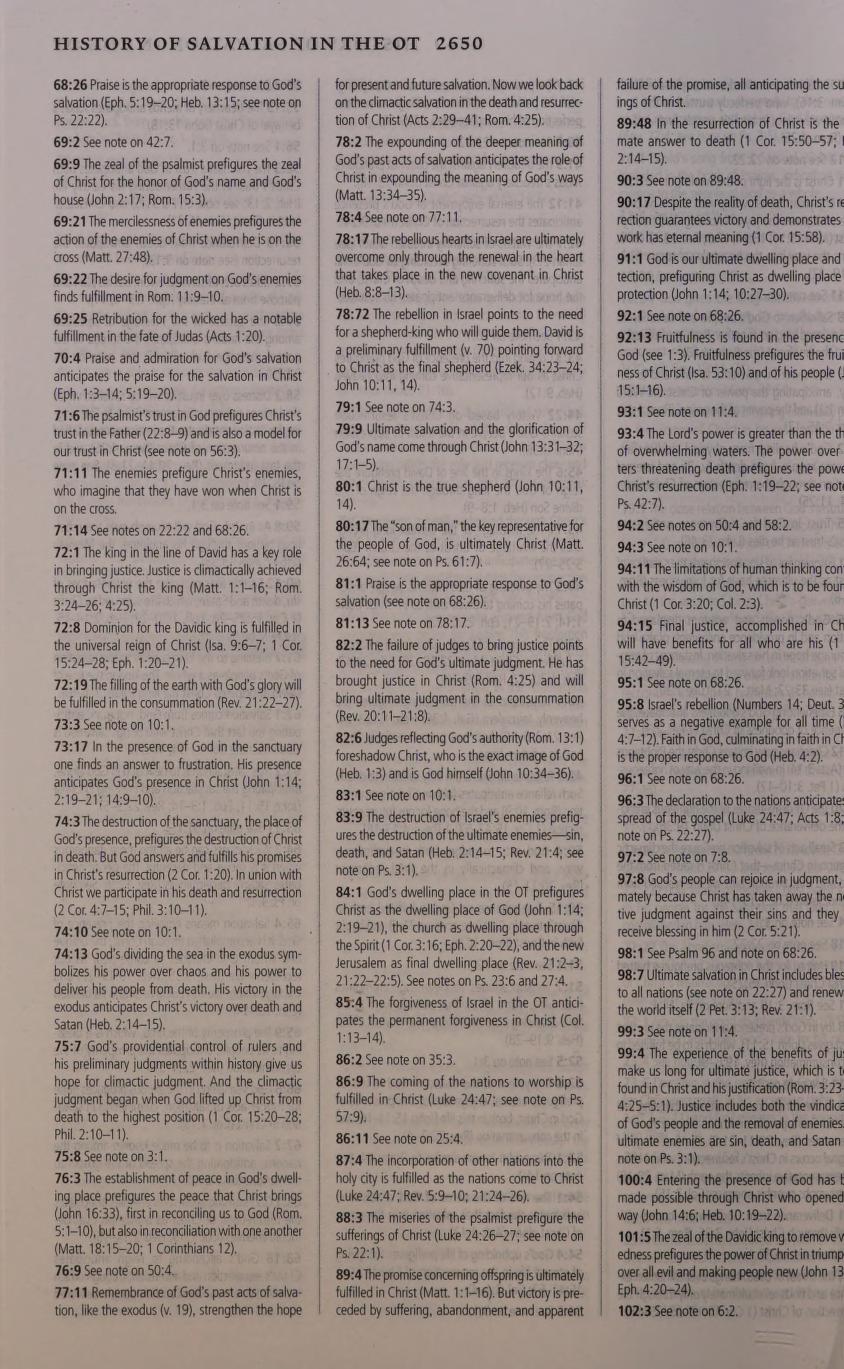 HISTORY OF SALVATION IN THE OT 2650
68:26 Praise is the appropriate response to God's
salvation (Eph. 5:19–20; Heb. 13:15; see note on
Ps. 22:22).
69:2 See note on 42:7.
69:9 The zeal of the psalmist prefigures the zeal
of Christ for the honor of God's name and God's
house (John 2:17; Rom. 15:3).
69:21 The mercilessness of enemies prefigures the
action of the enemies of Christ when he is on the
cross (Matt. 27:48).
69:22 The desire for judgment on God's enemies
finds fulfillment in Rom. 11:9–10.
69:25 Retribution for the wicked has a notable
fulfillment in the fate of Judas (Acts 1:20).
70:4 Praise and admiration for God's salvation
anticipates the praise for the salvation in Christ
(Eph. 1:3–14; 5:19–20).
71:6 The psalmist's trust in God prefigures Christ's
trust in the Father (22:8–9) and is also a model for
our trust in Christ (see note on 56:3).
71:11 The enemies prefigure Christ's enemies,
who imagine that they have won when Christ is
on the cross.
71:14 See notes on 22:22 and 68:26.
72:1 The king in the line of David has a key role
in bringing justice. Justice is climactically achieved
through Christ the king (Matt. 1:1–16; Rom.
3:24–26; 4:25).
72:8 Dominion for the Davidic king is fulfilled in
the universal reign of Christ (Isa. 9:6–7; 1 Cor.
15:24–28; Eph. 1:20–21).
72:19 The filling of the earth with God's glory will
be fulfilled in the consummation (Rev. 21:22–27).
73:3 See note on 10:1.
73:17 In the presence of God in the sanctuary
one finds an answer to frustration. His presence
anticipates God's presence in Christ (John 1:14;
2:19–21; 14:9–10).
74:3 The destruction of the sanctuary, the place of
God's presence, prefigures the destruction of Christ
in death. But God answers and fulfills his promises
in Christ's resurrection (2 Cor. 1:20). In union with
Christ we participate in his death and resurrection
(2 Cor. 4:7–15; Phil. 3:10–11).
74:10 See note on 10:1.
74:13 God's dividing the sea in the exodus sym-
bolizes his power over chaos and his power to
deliver his people from death. His victory in the
exodus anticipates Christ's victory over death and
Satan (Heb. 2:14–15).
75:7 God's providential control of rulers and
his preliminary judgments within history give us
hope for climactic judgment. And the climactic
judgment began when God lifted up Christ from
death to the highest position (1 Cor. 15:20–28;
Phil. 2:10–11).
75:8 See note on 3:1.
76:3 The establishment of peace in God's dwell-
ing place prefigures the peace that Christ brings
(John 16:33), first in reconciling us to God (Rom.
5:1–10), but also in reconciliation with one another
(Matt. 18:15–20; 1 Corinthians 12).
76:9 See note on 50:4.
77:11 Remembrance of God's past acts of salva-
tion, like the exodus (v. 19), strengthen the hope
for present and future salvation. Now we look back
on the climactic salvation in the death and resurrec-
tion of Christ (Acts 2:29–41; Rom. 4:25).
78:2 The expounding of the deeper meaning of
God's past acts of salvation anticipates the role of
Christ in expounding the meaning of God's ways
(Matt. 13:34–35).
78:4 See note on 77:11.
78:17 The rebellious hearts in Israel are ultimately
overcome only through the renewal in the heart
that takes place in the new covenant in Christ
(Heb. 8:8–13).
78:72 The rebellion in Israel points to the need
for a shepherd-king who will guide them. David is
a preliminary fulfillment (v. 70) pointing forward
to Christ as the final shepherd (Ezek. 34:23–24;
John 10:11, 14).
79:1 See note on 74:3.
79:9 Ultimate salvation and the glorification of
God's name come through Christ (John 13:31–32;
17:1–5).
80:1 Christ is the true shepherd (John 10:11,
14).
80:17 The "son of man," the key representative for
the people of God, is ultimately Christ (Matt.
26:64; see note on Ps. 61:7).
81:1 Praise is the appropriate response to God's
salvation (see note on 68:26).
81:13 See note on 78:17.
82:2 The failure of judges to bring justice points
to the need for God's ultimate judgment. He has
brought justice in Christ (Rom. 4:25) and will
bring ultimate judgment in the consummation
(Rev. 20:11–21:8).
82:6 Judges reflecting God's authority (Rom. 13:1)
foreshadow Christ, who is the exact image of God
(Heb. 1:3) and is God himself (John 10:34–36).
83:1 See note on 10:1.
83:9 The destruction of Israel's enemies prefig-
ures the destruction of the ultimate enemies—sin,
death, and Satan (Heb. 2:14–15; Rev. 21:4; see
note on Ps. 3:1).
84:1 God's dwelling place in the OT prefigures
Christ as the dwelling place of God (John 1:14;
2:19–21), the church as dwelling place through
the Spirit (1 Cor. 3:16; Eph. 2:20–22), and the new
Jerusalem as final dwelling place (Rev. 21:2–3,
21:22–22:5). See notes on Ps. 23:6 and 27:4.
85:4 The forgiveness of Israel in the OT antici-
pates the permanent forgiveness in Christ (Col.
1:13–14).
86:2 See note on 35:3.
86:9 The coming of the nations to worship is
fulfilled in Christ (Luke 24:47; see note on Ps.
57:9).
86:11 See note on 25:4.
87:4 The incorporation of other nations into the
holy city is fulfilled as the nations come to Christ
(Luke 24:47; Rev. 5:9–10; 21:24–26).
88:3 The miseries of the psalmist prefigure the
sufferings of Christ (Luke 24:26–27; see note on
Ps. 22:1).
89:4 The promise concerning offspring is ultimately
fulfilled in Christ (Matt. 1:1–16). But victory is pre-
ceded by suffering, abandonment, and apparent
failure of the promise, all anticipating the su
ings of Christ.
89:48 In the resurrection of Christ is the
mate answer to death (1 Cor. 15:50–57;
2:14–15).
90:3 See note on 89:48.
90:17 Despite the reality of death, Christ's re
rection guarantees victory and demonstrates
work has eternal meaning (1 Cor. 15:58).
91:1 God is our ultimate dwelling place and
tection, prefiguring Christ as dwelling place
protection (John 1:14; 10:27–30).
92:1 See note on 68:26.
92:13 Fruitfulness is found in the presenc
God (see 1:3). Fruitfulness prefigures the frui
ness of Christ (Isa. 53:10) and of his people (J
15:1–16).
93:1 See note on 11:4.
93:4 The Lord's power is greater than the th
of overwhelming waters. The power over
ters threatening death prefigures the powe
Christ's resurrection (Eph. 1:19–22; see note
Ps. 42:7).
94:2 See notes on 50:4 and 58:2.
94:3 See note on 10:1.
94:11 The limitations of human thinking con
with the wisdom of God, which is to be four
Christ (1 Cor. 3:20; Col. 2:3).
94:15 Final justice, accomplished in Ch
will have benefits for all who are his (1
15:42–49).
95:1 See note on 68:26.
95:8 Israel's rebellion (Numbers 14; Deut. 3
serves as a negative example for all time (
4:7–12). Faith in God, culminating in faith in Ch
is the proper response to God (Heb. 4:2).
96:1 See note on 68:26.
96:3 The declaration to the nations anticipates
spread of the gospel (Luke 24:47; Acts 1:8;
note on Ps. 22:27).
97:2 See note on 7:8.
97:8 God's people can rejoice in judgment,
mately because Christ has taken away the n
tive judgment against their sins and they
receive blessing in him (2 Cor. 5:21).
98:1 See Psalm 96 and note on 68:26.
98:7 Ultimate salvation in Christ includes bles
to all nations (see note on 22:27) and renew
the world itself (2 Pet. 3:13; Rev. 21:1).
99:3 See note on 11:4.
99:4 The experience of the benefits of ju
make us long for ultimate justice, which is t
found in Christ and his justification (Rom. 3:23–
4:25–5:1). Justice includes both the vindica
of God's people and the removal of enemies.
ultimate enemies are sin, death, and Satan
note on Ps. 3:1).
100:4 Entering the presence of God has b
made possible through Christ who opened
way (John 14:6; Heb. 10:19–22).
101:5 The zeal of the Davidic king to remove w
edness prefigures the power of Christ in triump
over all evil and making people new (John 13
Eph. 4:20–24).
102:3 See note on 6:2.